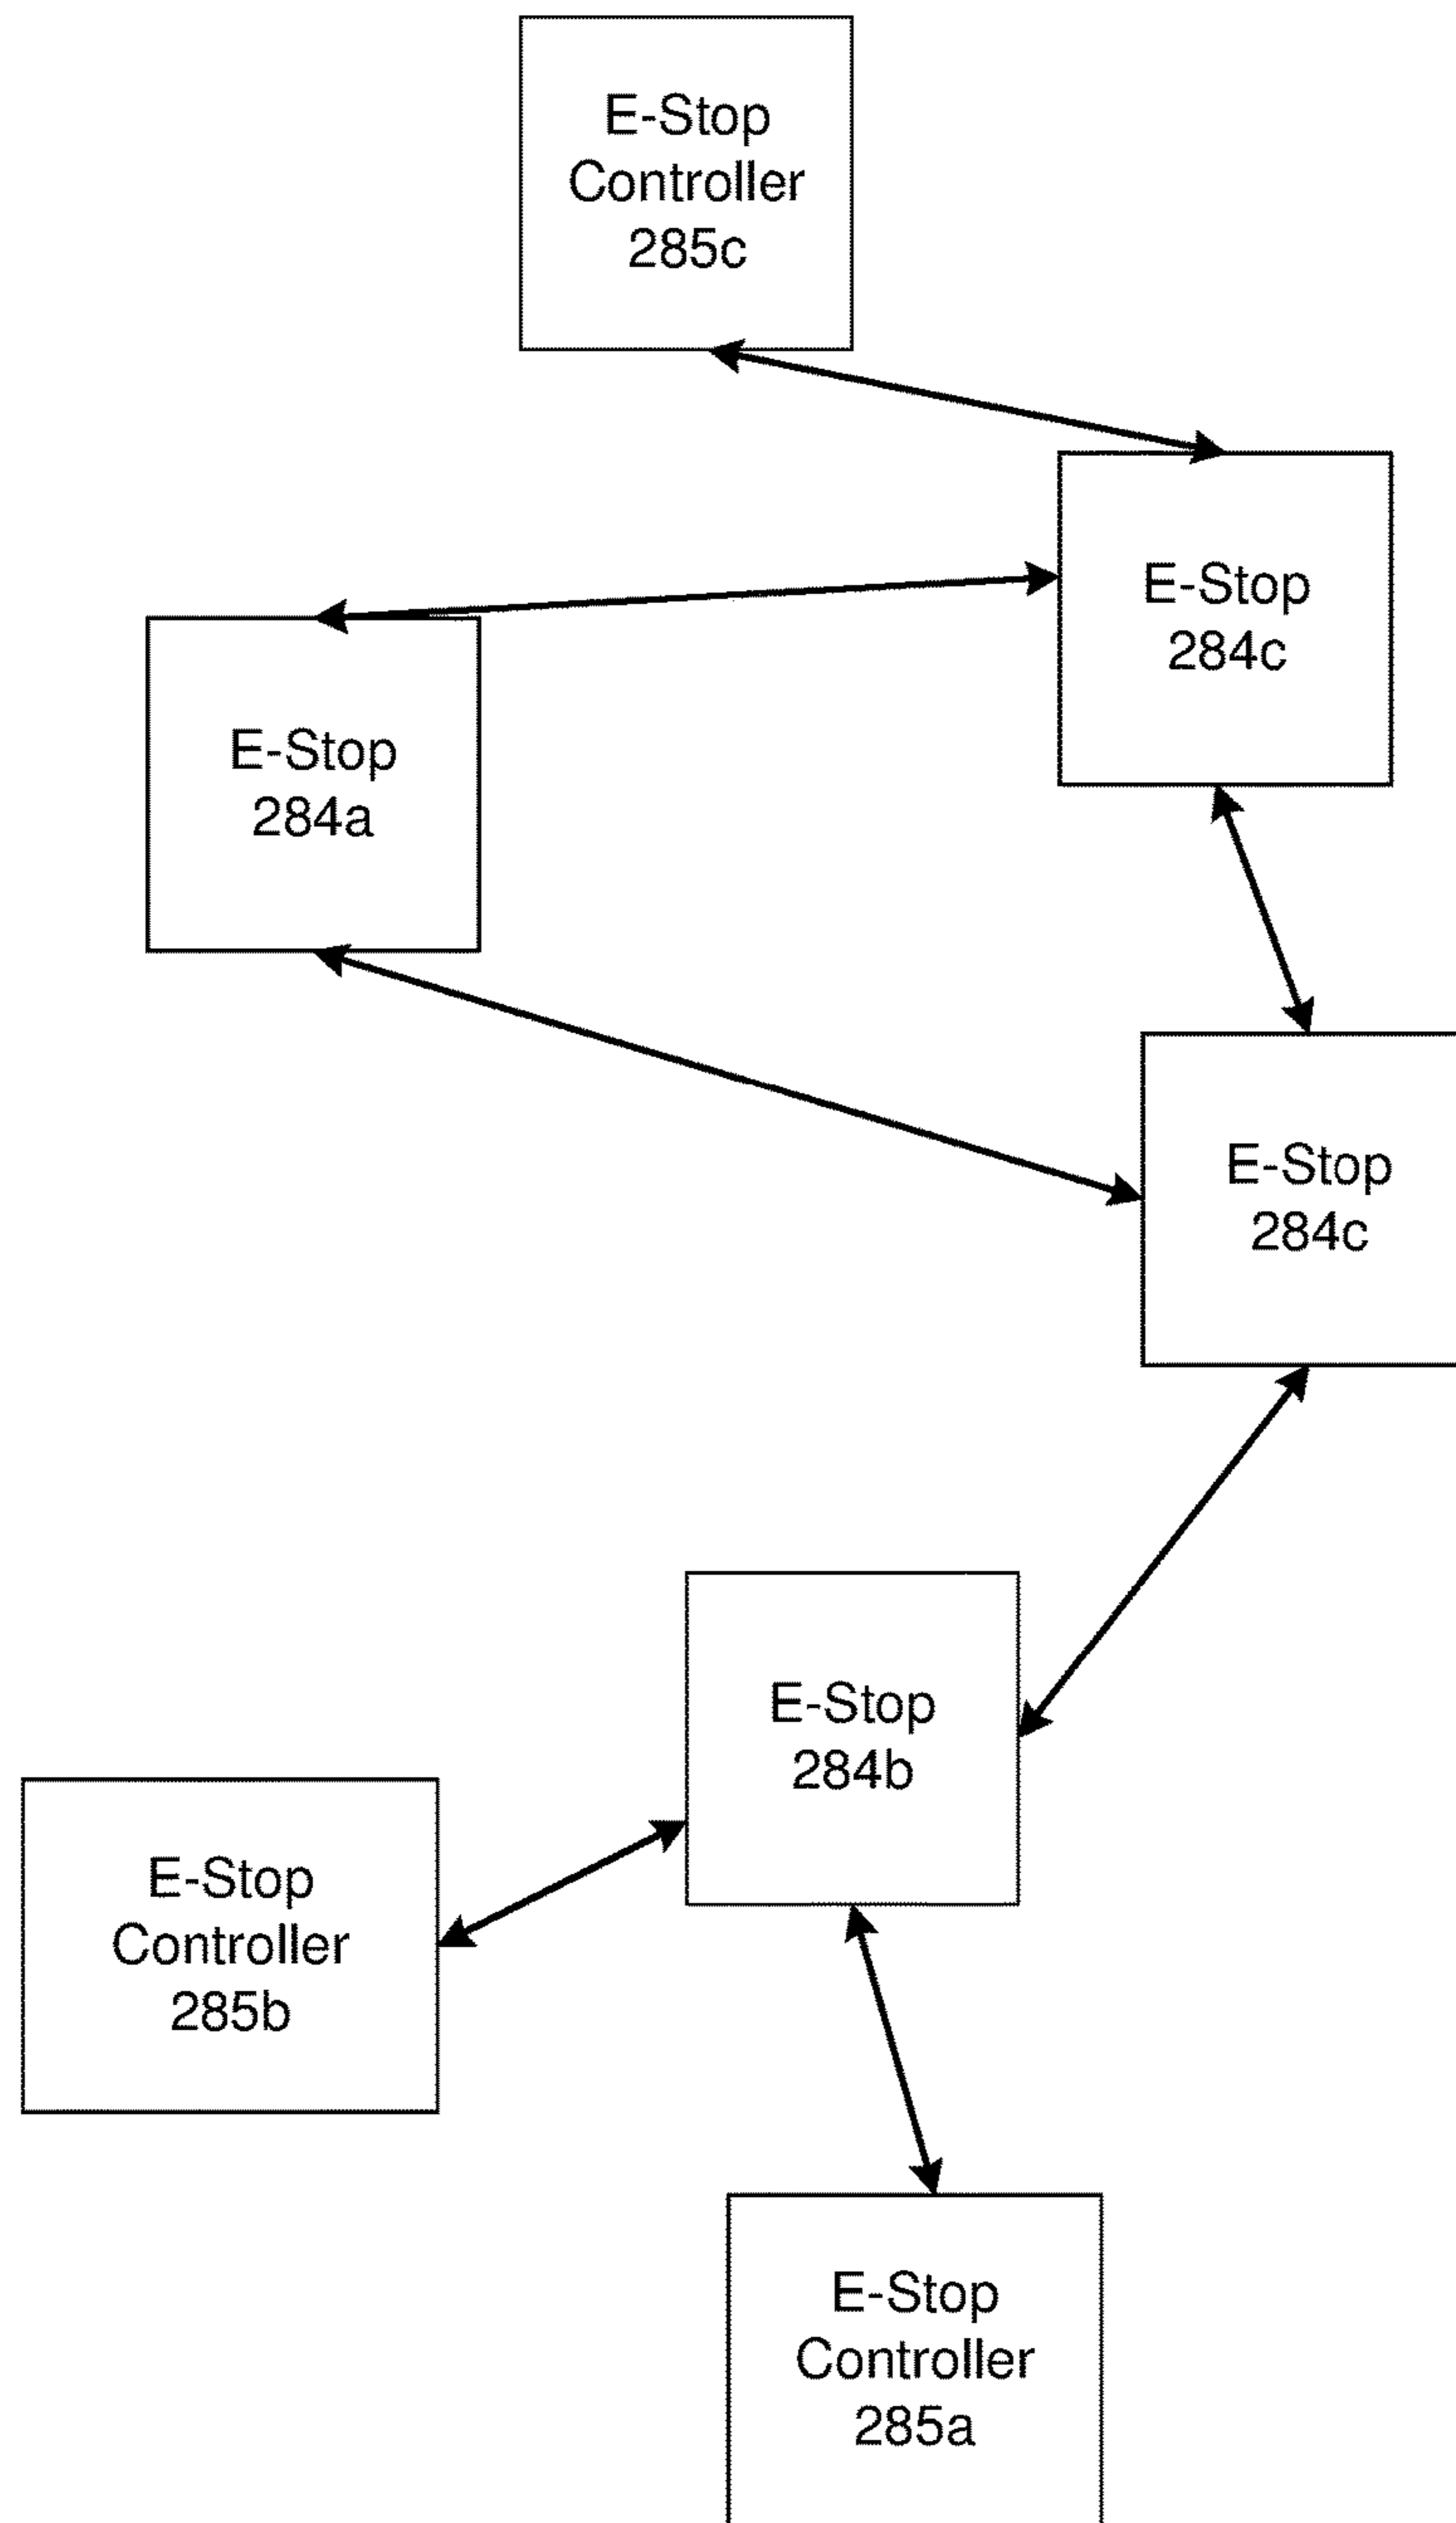 E-Stop
Controller
285c
E-Stop
284c
E-Stop
284a
E-Stop
284c
E-Stop
284b
E-Stop
Controller
285b
E-Stop
Controller
285a